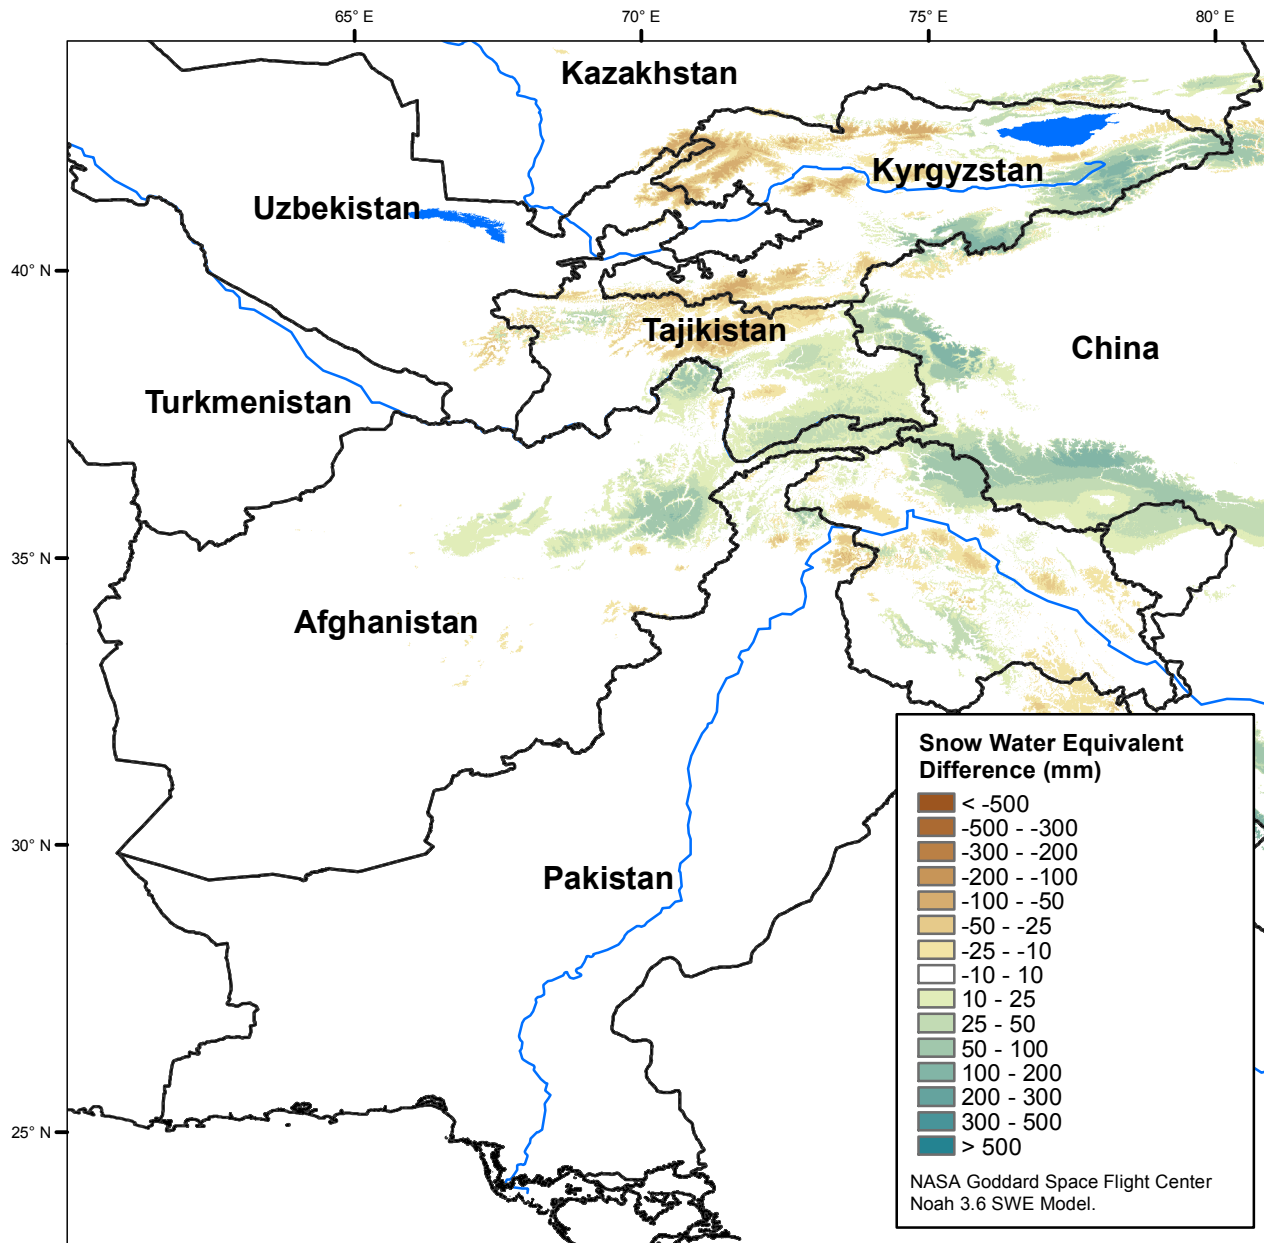 65° E
70° E
75° E
80° E
Kazakhstan
Kyrgyzstan
Uzbekistan
40° N
Tajikistan
China
Turkmenistan
35° N
Afghanistan
Snow Water Equivalent
Difference (mm)
< -500
-500 - -300
-300 - -200
-200 - -100
-100 - -50
-50 - -25
-25 - -10
-10 - 10
10 - 25
25 - 50
50 - 100
100 - 200
200 - 300
300 - 500
> 500
NASA Goddard Space Flight Center
Noah 3.6 SWE Model.
30° N
Pakistan
25° N